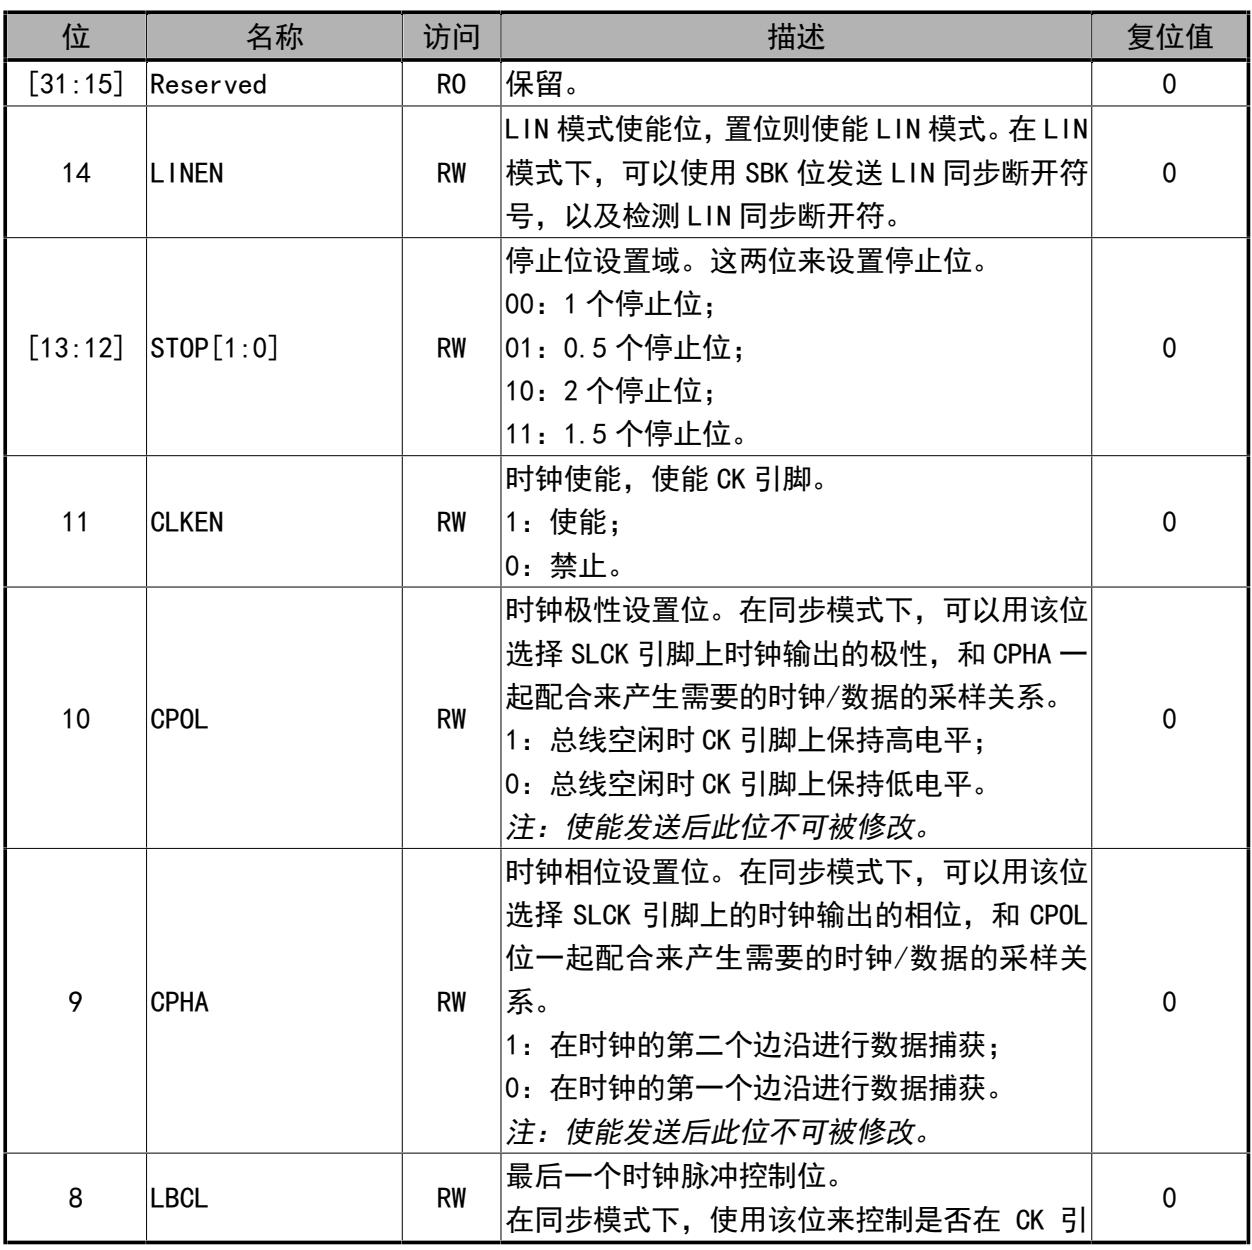 位 名称 访问 描述 复位值
[31:15] Reserved RO 保留。 0
LIN 模式使能位，置位则使能 LIN 模式。在 LIN
14 LINEN RW 模式下，可以使用 SBK 位发送 LIN 同步断开符 0
号，以及检测 LIN 同步断开符。
停止位设置域。这两位来设置停止位。
00：1 个停止位；
[13:12] STOP[1:0] RW 01：0.5 个停止位； 0
10：2 个停止位；
11：1.5 个停止位。
时钟使能，使能 CK 引脚。
11 CLKEN RW 1：使能； 0
0：禁止。
时钟极性设置位。在同步模式下，可以用该位
选择 SLCK 引脚上时钟输出的极性，和 CPHA 一
起配合来产生需要的时钟/数据的采样关系。
10 CPOL RW 1：总线空闲时 CK 引脚上保持高电平； 0
0：总线空闲时 CK 引脚上保持低电平。
注：使能发送后此位不可被修改。
时钟相位设置位。在同步模式下，可以用该位
选择 SLCK 引脚上的时钟输出的相位，和 CPOL
位一起配合来产生需要的时钟/数据的采样关
9 CPHA RW 系。 0
1：在时钟的第二个边沿进行数据捕获；
0：在时钟的第一个边沿进行数据捕获。
注：使能发送后此位不可被修改。
最后一个时钟脉冲控制位。
8 LBCL RW 在同步模式下，使用该位来控制是否在 CK 引 0